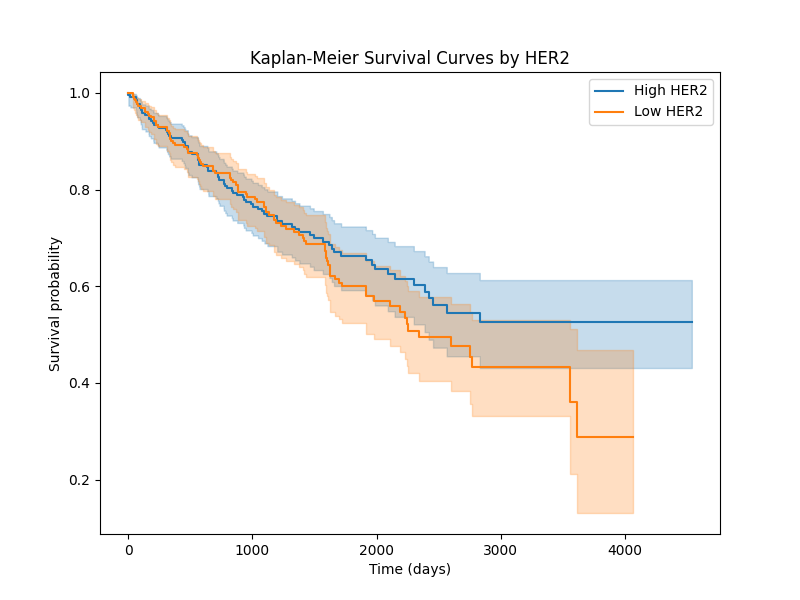 Kaplan-Meier Survival Curves by HER2
High HER2
Low HER2
Survival probability
1.0
0.8
0.6
0.4
0.2
0
1000
2000
3000
4000
Time (days)